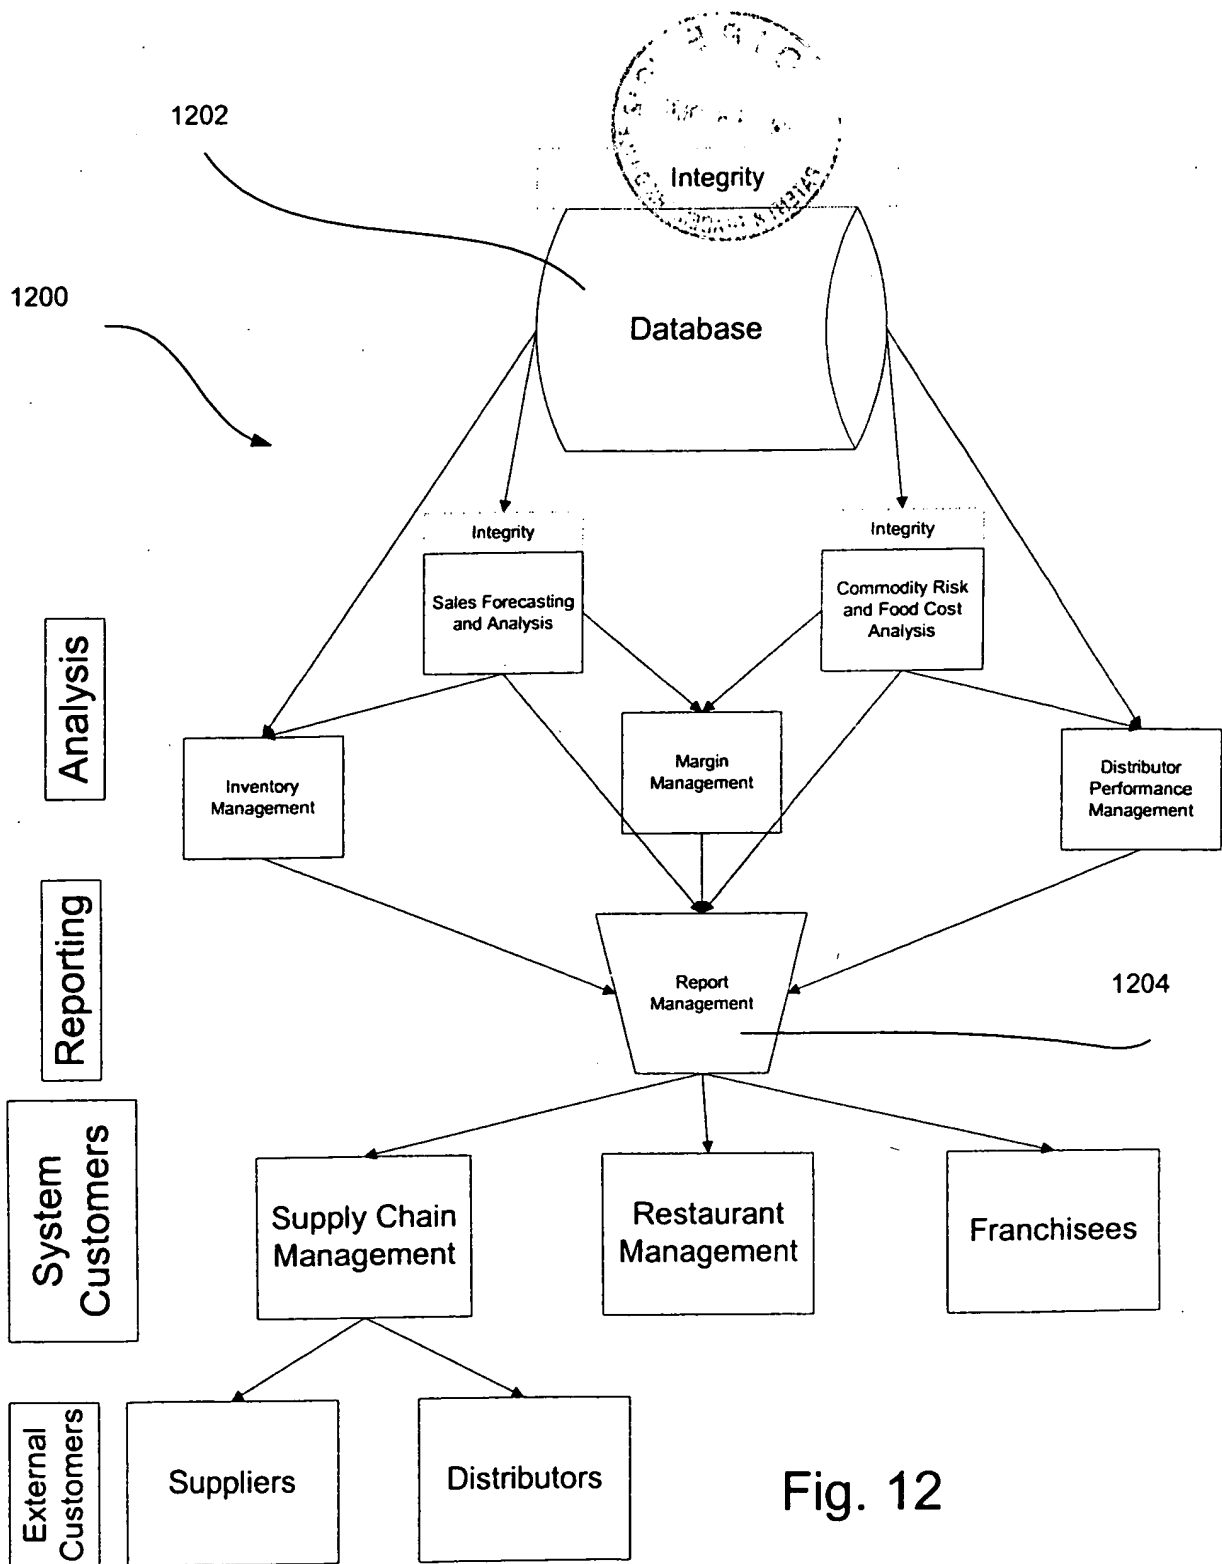 1202
Integrity
1200
Database
Integrity
Integrity
Sales Forecasting
and Analysis
Commodity Risk
and Food Cost
Analysis
Analysis
Inventory
Management
Margin
Management
Distributor
Performance
Management
Reporting
Report
Management
1204
System
Customers
Supply Chain
Management
Restaurant
Management
Franchisees
External
Customers
Suppliers
Distributors
Fig. 12